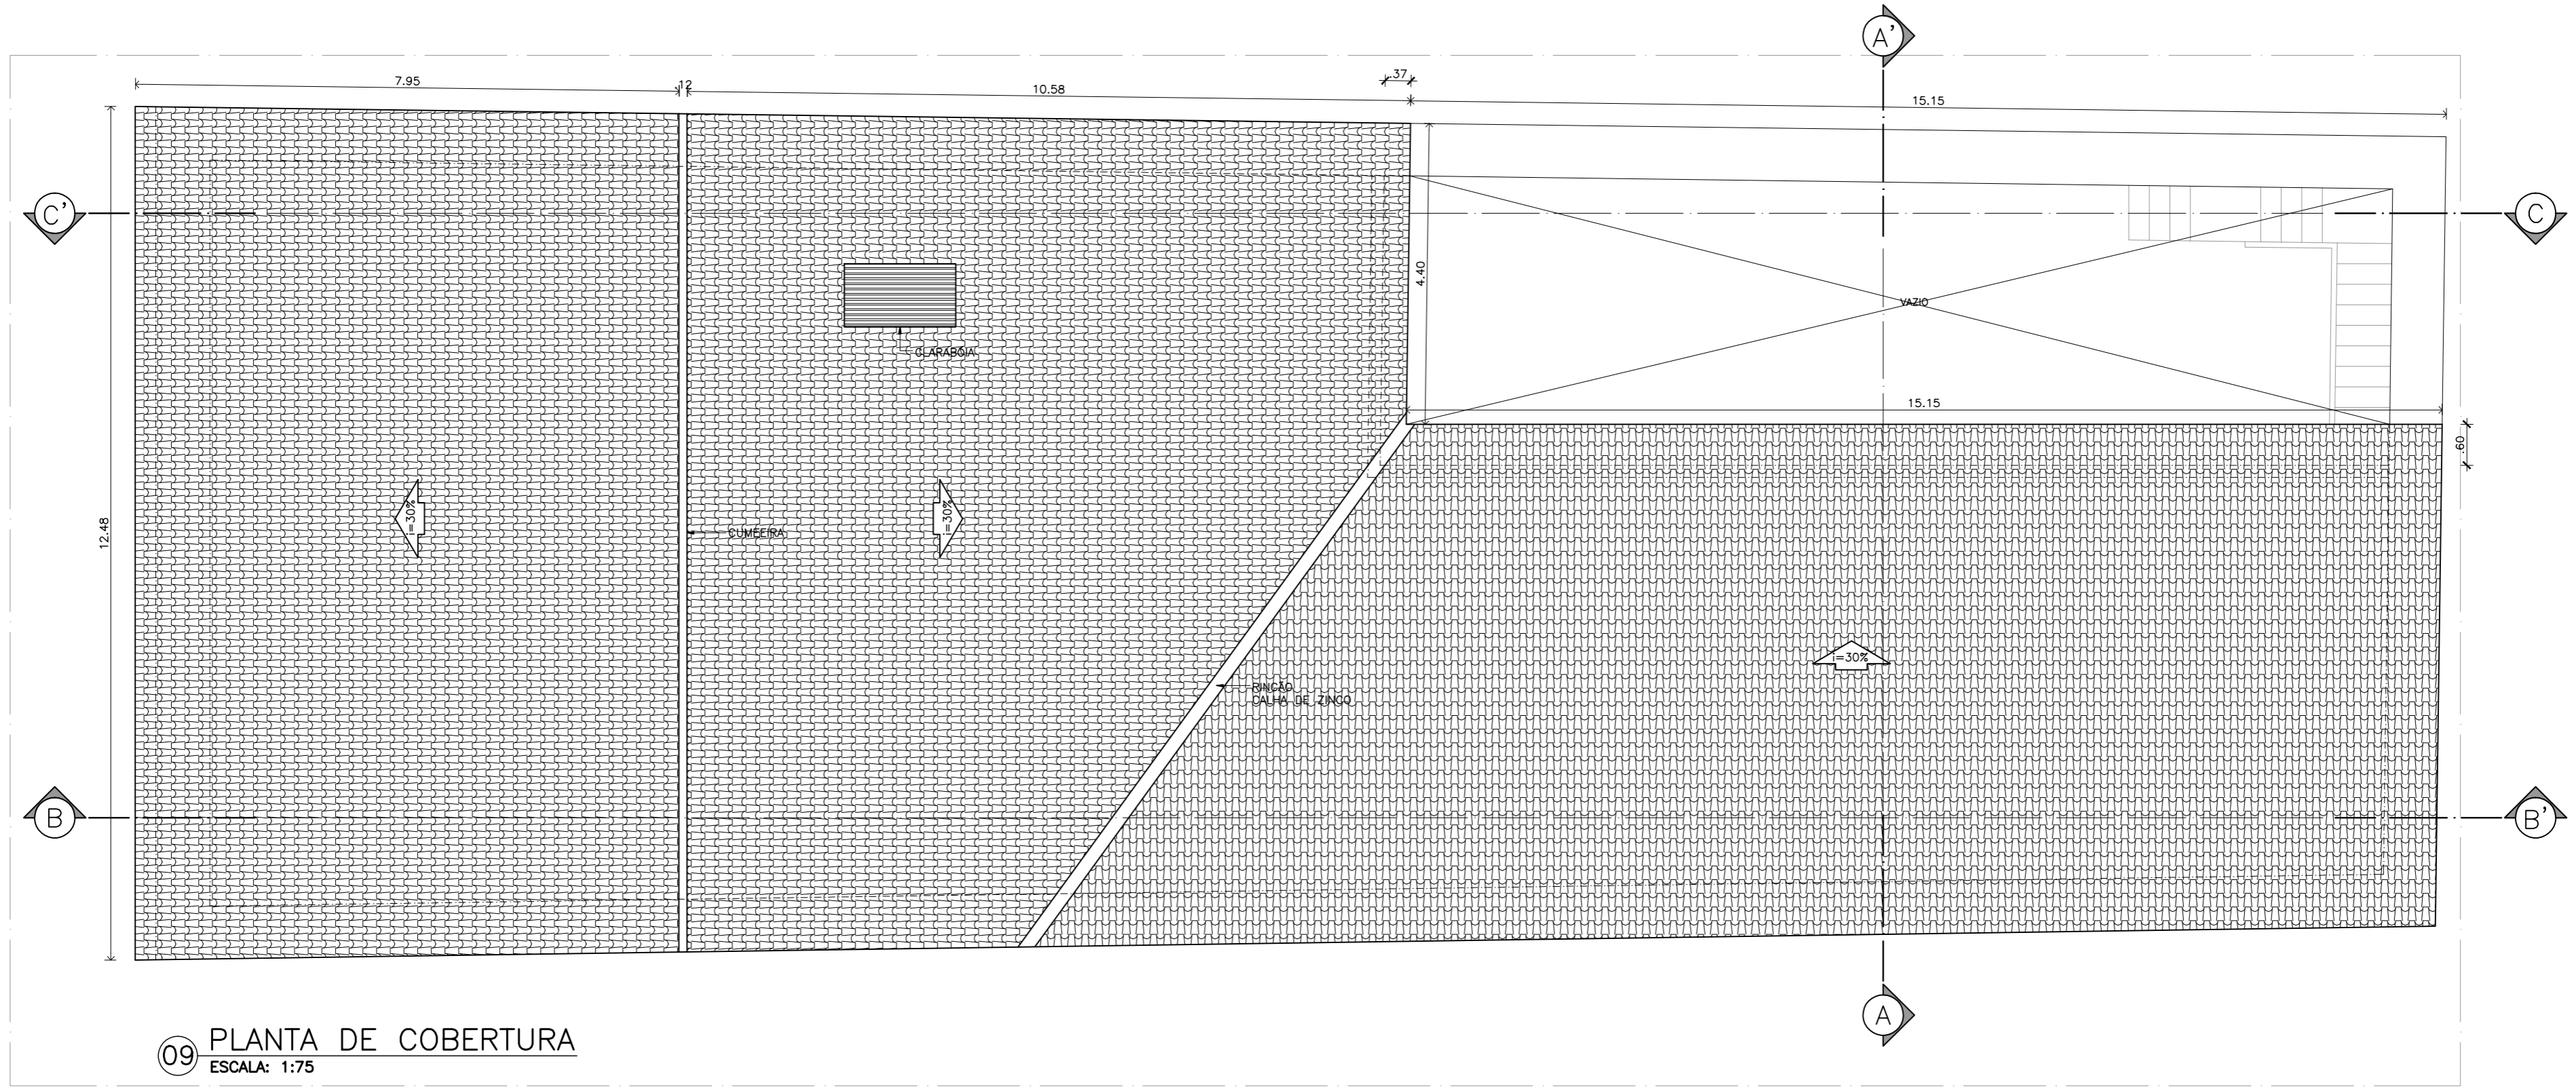 A'
7.95
.12
10.58
.37
15.15
C'
C
4.40
VAZIO
CLARABÓIA
15.15
.60
i=30%
i=30%
12.48
CUMEEIRA
i=30%
RINCÃO
CALHA DE ZINCO
B
B'
A
09
PLANTA DE COBERTURA
ESCALA: 1:75